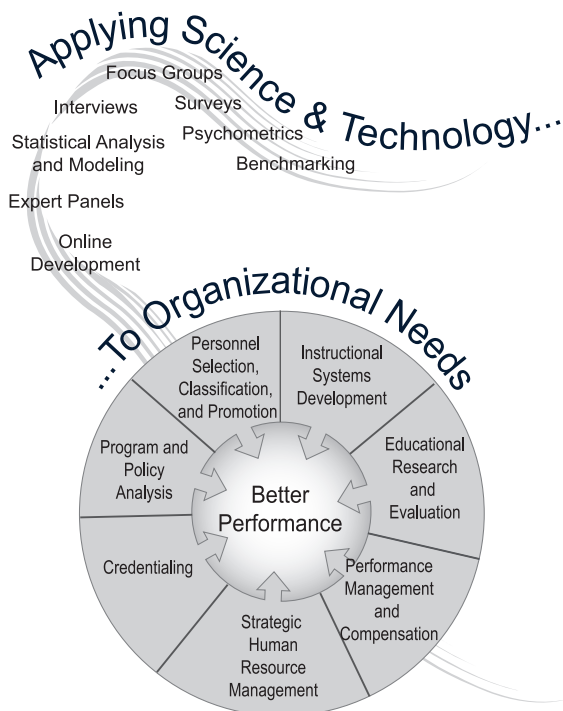 Applying Science & Technology...
Focus Groups
Interviews
Surveys
Statistical Analysis
and Modeling
Psychometrics
Benchmarking
Expert Panels
Online
Development
...To Organizational Needs
Personnel
Selection,
Classification,
and Promotion
Instructional
Systems
Development
Educational
Research
and
Evaluation
Performance
Management
and
Compensation
Strategic
Human
Resource
Management
Credentialing
Program and
Policy
Analysis
Better
Performance